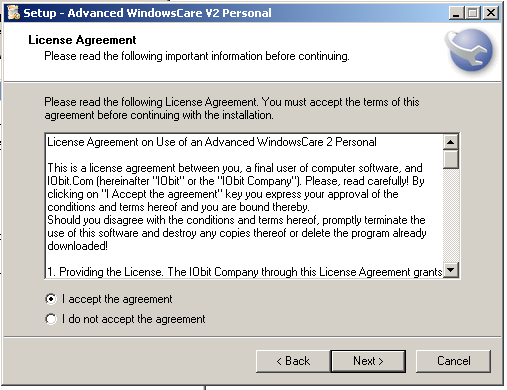 Setup - Advanced WindowsCare V2 Personal
License Agreement
Please read the following important information before continuing.
Please read the following License Agreement. You must accept the terms of this
agreement before continuing with the installation.
License Agreement on Use of an Advanced WindowsCare 2 Personal
This is a license agreement between you, a final user of computer software, and
IObit.Com (hereinafter "IObit" or the "IObit Company"). Please, read carefully! By
clicking on "I Accept the agreement" key you express your approval of the
conditions and terms hereof and you are bound thereby.
Should you disagree with the conditions and terms hereof, promptly terminate the
use of this software and destroy any copies thereof or delete the program already
downloaded!
1. Providing the License. The IObit Company through this License Agreement grants
I accept the agreement
I do not accept the agreement
< Back
Next >
Cancel